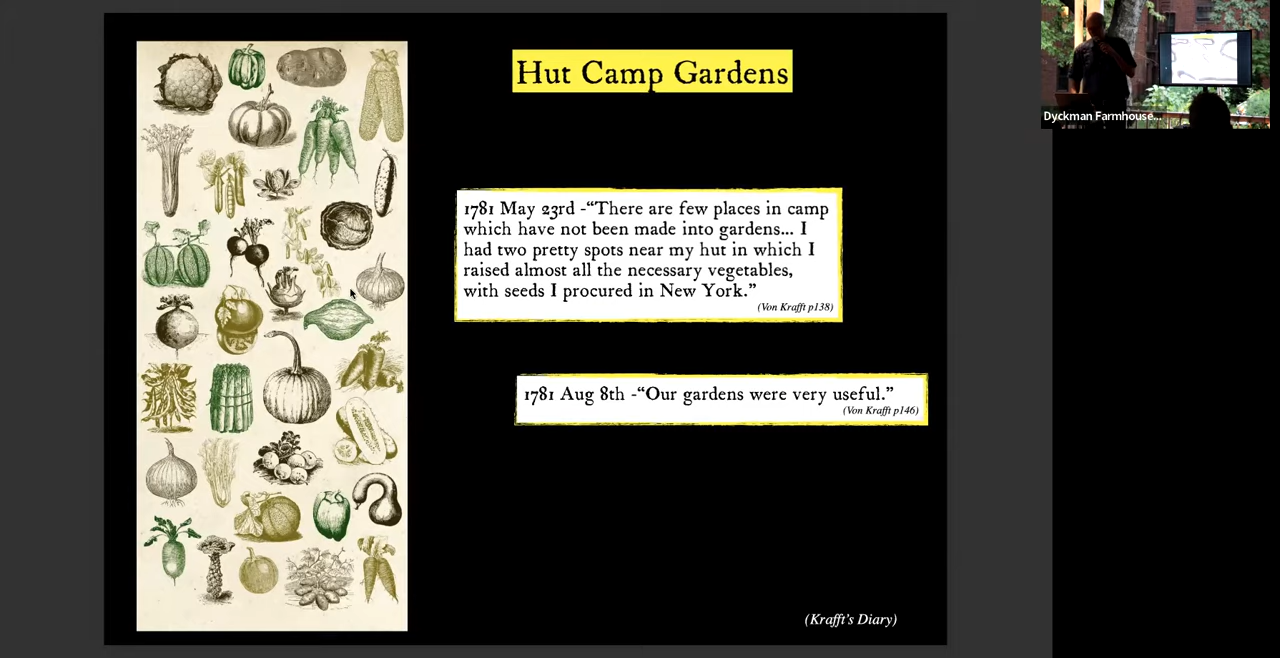 Hut Camp Gardens
Dyckman Farmhouse...
1781 May 23rd -“There are few places in camp
which have not been made into gardens... I
had two pretty spots near my hut in which I
raised almost all the necessary vegetables,
with seeds I procured in New York.”
(Von Krafft p138)
1781 Aug 8th -“Our gardens were very useful.”
(Von Krafft p146)
(Krafft's Diary)